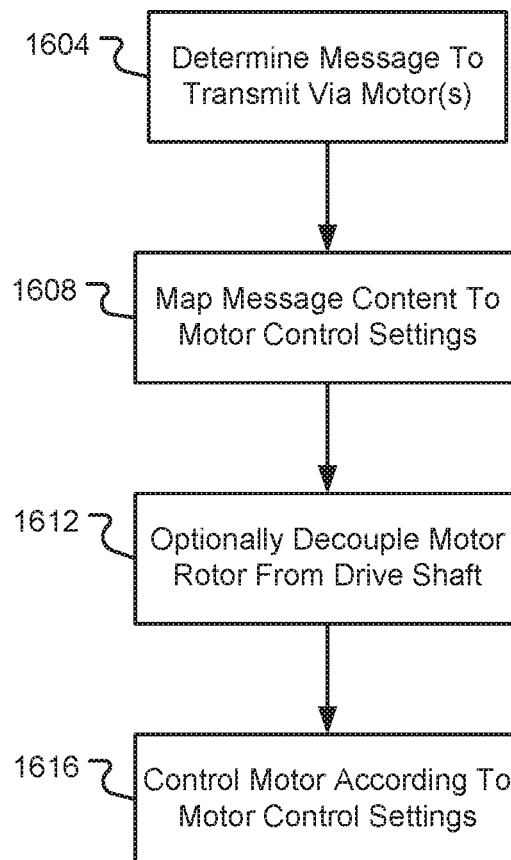 1604
Determine Message To
Transmit Via Motor(s)
1608
Map Message Content To
Motor Control Settings
1612
Optionally Decouple Motor
Rotor From Drive Shaft
1616
Control Motor According To
Motor Control Settings